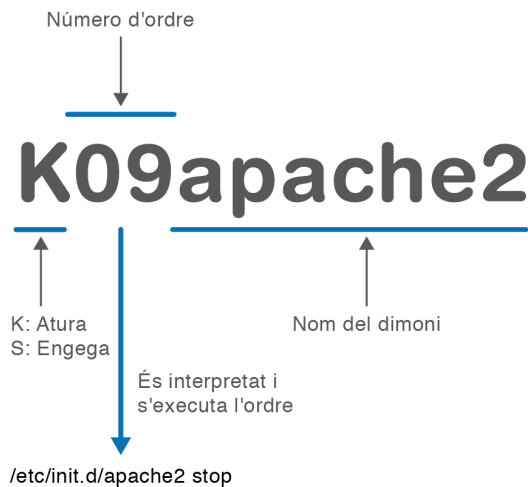 Número d'ordre
K09apache2
K: Atura
S: Engega
Nom del dimoni
És interpretat i
s'executa l'ordre
/etc/init.d/apache2 stop